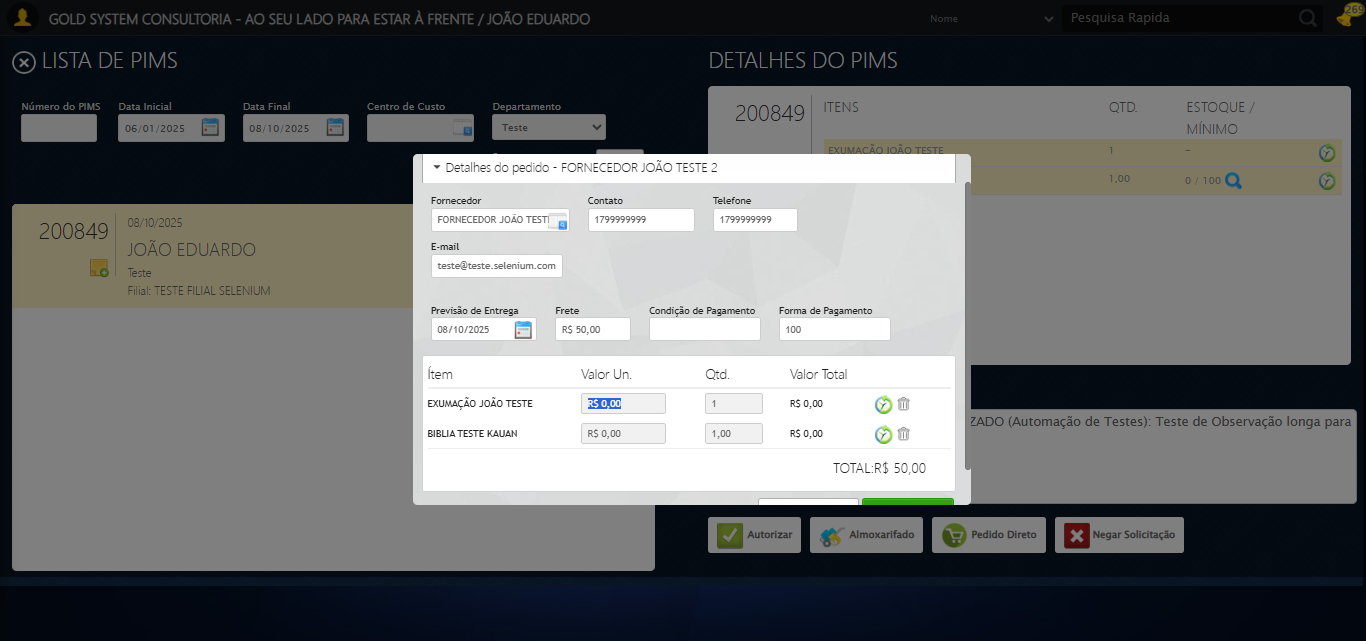 GOLD SYSTEM CONSULTORIA - AO SEU LADO PARA ESTAR À FRENTE / JOÃO EDUARDO
Nome
Pesquisa Rapida
269
LISTA DE PIMS
Número do PIMS
Data Inicial
Data Final
Centro de Custo
Departamento
06/01/2025
08/10/2025
Teste
200849
08/10/2025
JOÃO EDUARDO
Teste
Filial: TESTE FILIAL SELENIUM
DETALHES DO PIMS
200849
ITENS
QTD.
ESTOQUE /
MÍNIMO
EXUMAÇÃO JOÃO TESTE
1
–
1,00
0 / 100
Detalhes do pedido - FORNECEDOR JOÃO TESTE 2
Fornecedor
Contato
Telefone
FORNECEDOR JOÃO TEST
1799999999
1799999999
E-mail
teste@teste.selenium.com
Previsão de Entrega
Frete
Condição de Pagamento
Forma de Pagamento
08/10/2025
R$ 50,00
100
Ítem
Valor Un.
Qtd.
Valor Total
EXUMAÇÃO JOÃO TESTE
R$ 0,00
1
R$ 0,00
BIBLIA TESTE KAUAN
R$ 0,00
1,00
R$ 0,00
TOTAL:R$ 50,00
ZADO (Automação de Testes): Teste de Observação longa para
Autorizar
Almoxarifado
Pedido Direto
Negar Solicitação